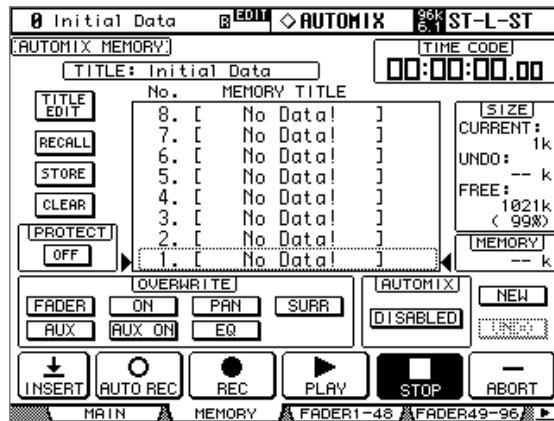 0 Initial Data EDIT AUTOMIX 96k 5.1 ST-L-ST
AUTOMIX MEMORY
TIME CODE
TITLE: Initial Data
00:00:00.00
No. MEMORY TITLE
TITLE EDIT
8. [ No Data! ]
SIZE
RECALL
7. [ No Data! ]
CURRENT:
1k
6. [ No Data! ]
UNDO:
STORE
5. [ No Data! ]
-- k
4. [ No Data! ]
FREE:
CLEAR
3. [ No Data! ]
1021k
( 99%)
PROTECT
2. [ No Data! ]
MEMORY
OFF
1. [ No Data! ]
-- k
OVERWRITE
AUTOMIX
FADER ON PAN SURR
NEW
DISABLED
AUX AUX ON EQ
UNDO
INSERT AUTO REC REC PLAY STOP ABORT
MAIN MEMORY FADER1-48 FADER49-96